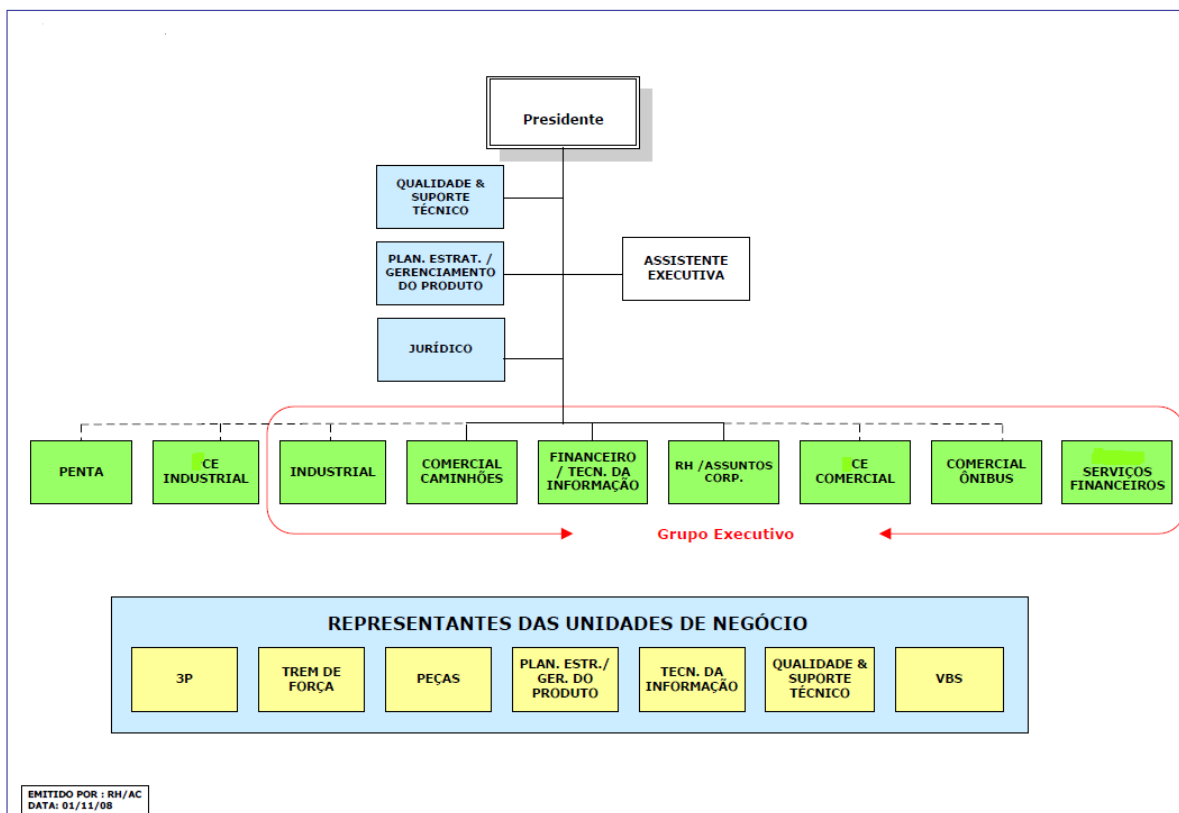 Presidente
QUALIDADE &
SUPORTE
TÉCNICO
PLAN. ESTRAT. /
GERENCIAMENTO
DO PRODUTO
ASSISTENTE
EXECUTIVA
JURÍDICO
PENTA
CE
INDUSTRIAL
INDUSTRIAL
COMERCIAL
CAMINHÕES
FINANCEIRO
/ TECN. DA
INFORMAÇÃO
RH /ASSUNTOS
CORP.
CE
COMERCIAL
COMERCIAL
ÔNIBUS
SERVIÇOS
FINANCEIROS
Grupo Executivo
REPRESENTANTES DAS UNIDADES DE NEGÓCIO
3P
TREM DE
FORÇA
PEÇAS
PLAN. ESTR./
GER. DO
PRODUTO
TECN. DA
INFORMAÇÃO
QUALIDADE &
SUPORTE
TÉCNICO
VBS
EMITIDO POR : RH/AC
DATA: 01/11/08